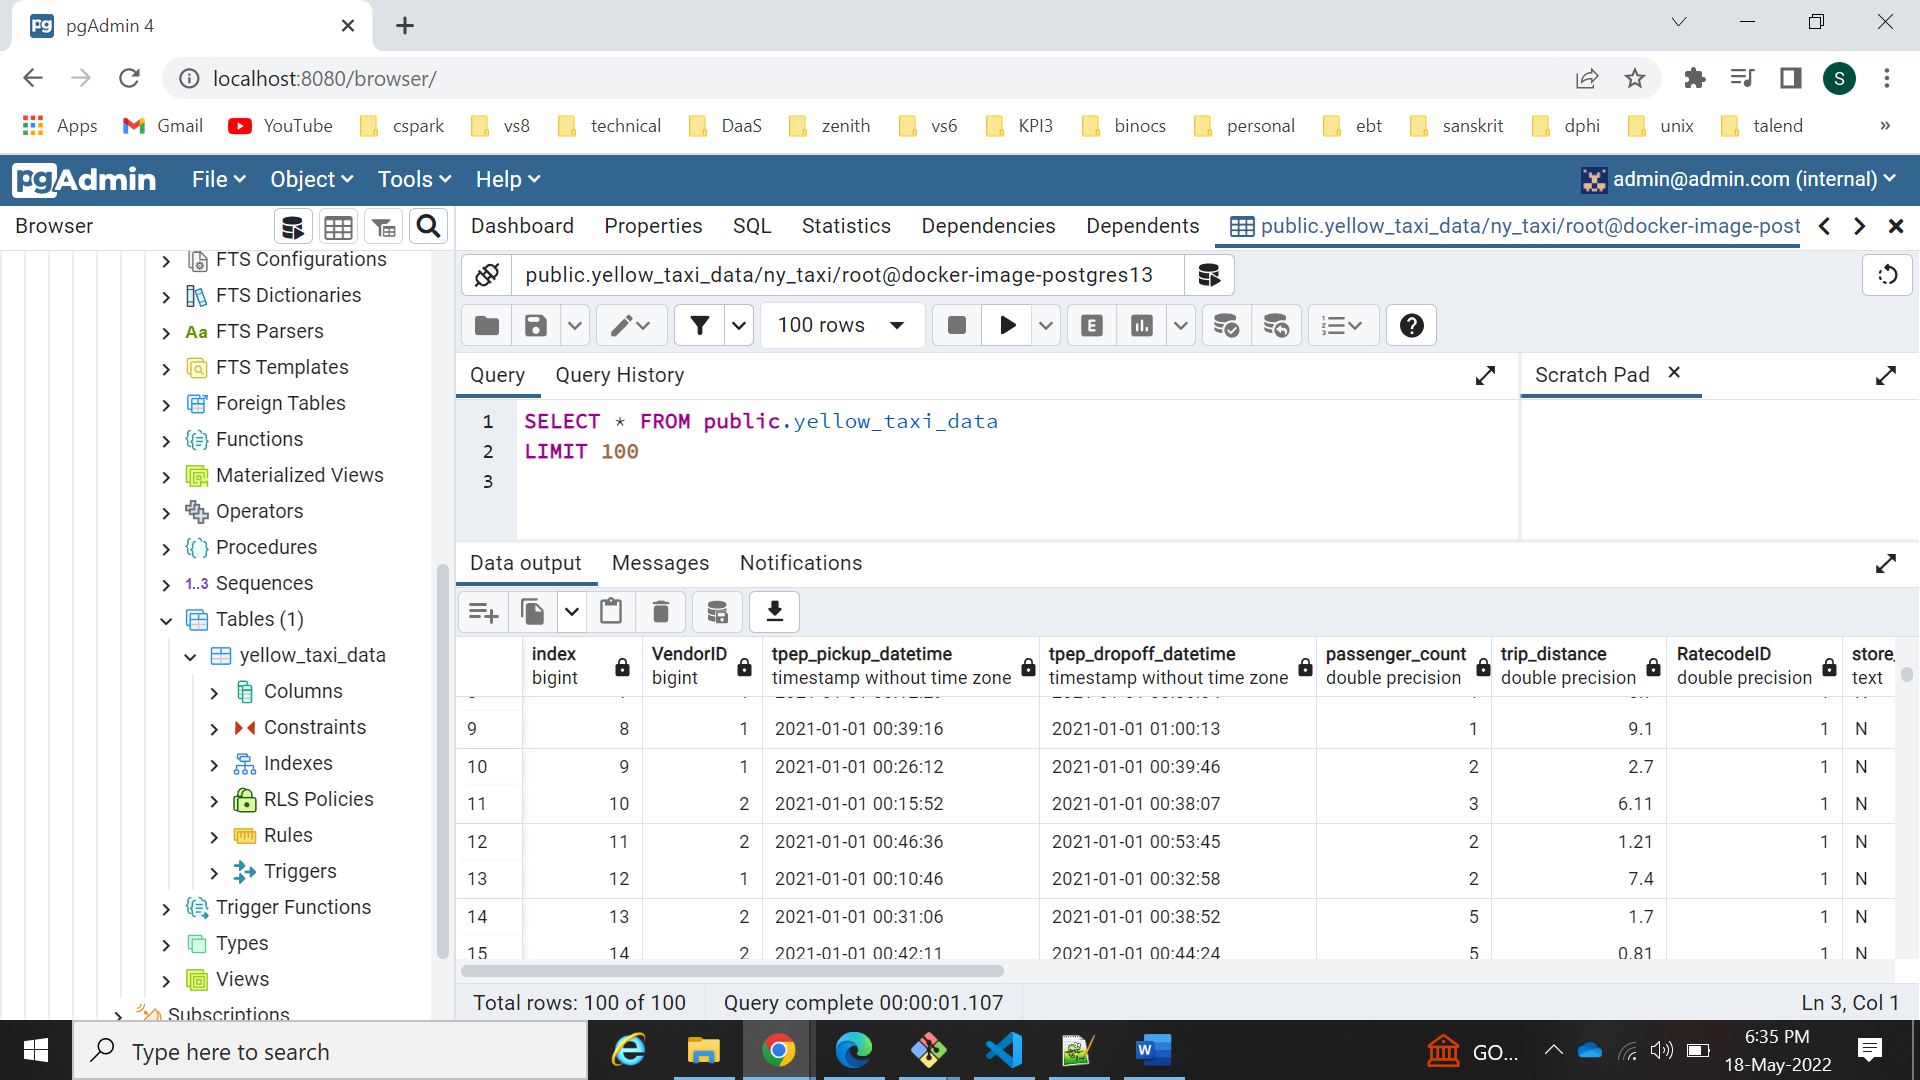 pgAdmin 4
localhost:8080/browser/
S
Apps Gmail YouTube cspark vs8 technical DaaS zenith vs6 KPI3 binocs personal ebt sanskrit dphi unix talend »
pgAdmin File Object Tools Help admin@admin.com (internal)
Browser
Dashboard Properties SQL Statistics Dependencies Dependents public.yellow_taxi_data/ny_taxi/root@docker-image-post
FTS Configurations
FTS Dictionaries
Aa FTS Parsers
FTS Templates
Foreign Tables
Functions
Materialized Views
Operators
Procedures
1..3 Sequences
Tables (1)
yellow_taxi_data
Columns
Constraints
Indexes
RLS Policies
Rules
Triggers
Trigger Functions
Types
Views
Subscriptions
public.yellow_taxi_data/ny_taxi/root@docker-image-postgres13
100 rows
E
Query Query History
Scratch Pad
1 SELECT * FROM public.yellow_taxi_data
2 LIMIT 100
3
Data output Messages Notifications
index VendorID tpep_pickup_datetime tpep_dropoff_datetime passenger_count trip_distance RatecodeID store_
bigint bigint timestamp without time zone timestamp without time zone double precision double precision double precision text
9 8 1 2021-01-01 00:39:16 2021-01-01 01:00:13 1 9.1 1 N
10 9 1 2021-01-01 00:26:12 2021-01-01 00:39:46 2 2.7 1 N
11 10 2 2021-01-01 00:15:52 2021-01-01 00:38:07 3 6.11 1 N
12 11 2 2021-01-01 00:46:36 2021-01-01 00:53:45 2 1.21 1 N
13 12 1 2021-01-01 00:10:46 2021-01-01 00:32:58 2 7.4 1 N
14 13 2 2021-01-01 00:31:06 2021-01-01 00:38:52 5 1.7 1 N
15 14 2 2021-01-01 00:42:11 2021-01-01 00:44:24 5 0.81 1 N
Total rows: 100 of 100 Query complete 00:00:01.107 Ln 3, Col 1
Type here to search
GO...
6:35 PM
18-May-2022